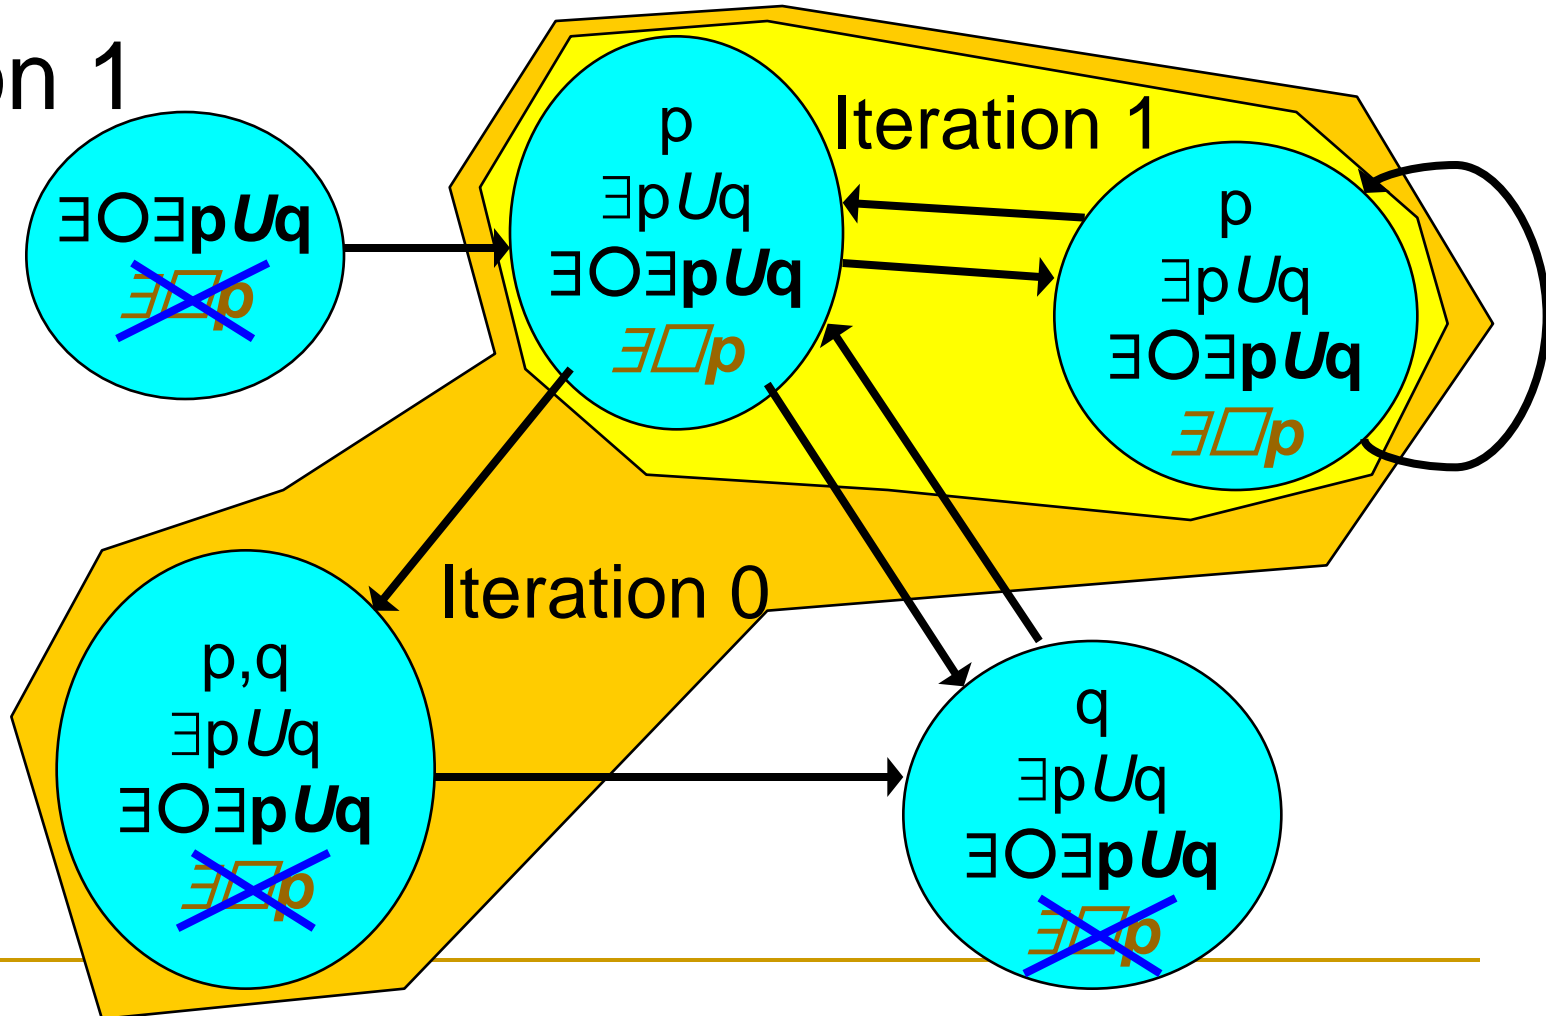 on 1
∃○∃pUq
∃□p
p
∃pUq
∃○∃pUq
∃□p
Iteration 1
p
∃pUq
∃○∃pUq
∃□p
Iteration 0
p,q
∃pUq
∃○∃pUq
∃□p
q
∃pUq
∃○∃pUq
∃□p